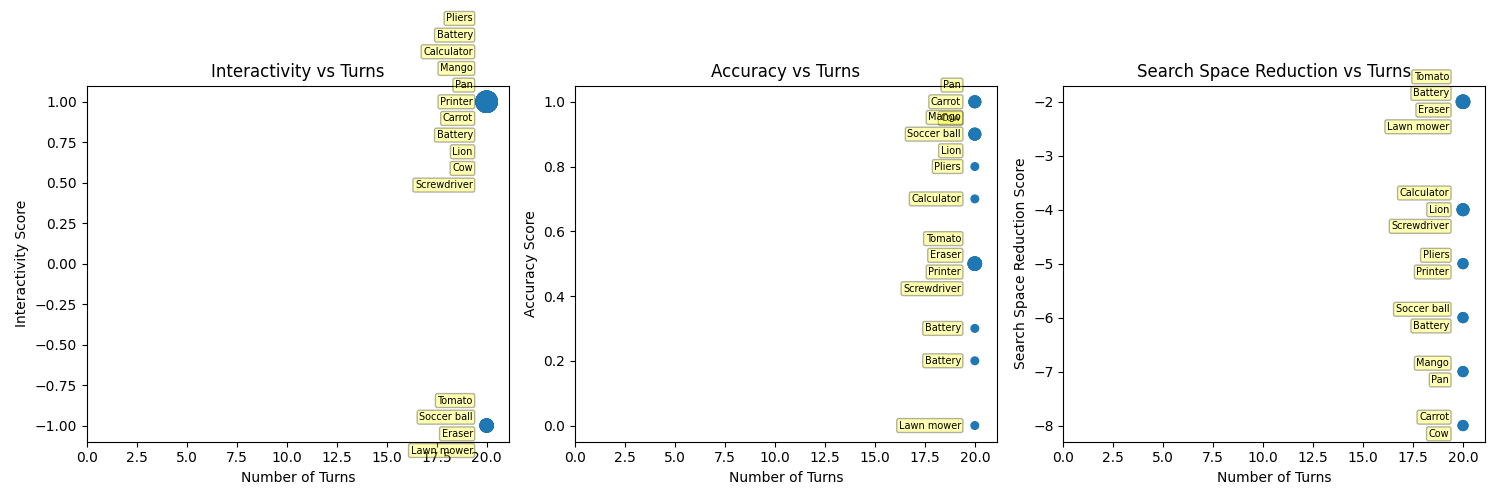 Interactivity vs Turns
Pliers
Battery
Calculator
Mango
Pan
Printer
Carrot
Battery
Lion
Cow
Screwdriver
Tomato
Soccer ball
Eraser
Lawn mower
1.00
0.75
0.50
0.25
0.00
−0.25
−0.50
−0.75
−1.00
Interactivity Score
0.0
2.5
5.0
7.5
10.0
12.5
15.0
17.5
20.0
Number of Turns
Accuracy vs Turns
Pan
Carrot
Cow
Mango
Soccer ball
Lion
Pliers
Calculator
Tomato
Eraser
Printer
Screwdriver
Battery
Battery
Lawn mower
1.0
0.8
0.6
0.4
0.2
0.0
Accuracy Score
0.0
2.5
5.0
7.5
10.0
12.5
15.0
17.5
20.0
Number of Turns
Search Space Reduction vs Turns
Tomato
Battery
Eraser
Lawn mower
Calculator
Lion
Screwdriver
Pliers
Printer
Soccer ball
Battery
Mango
Pan
Carrot
Cow
−2
−3
−4
−5
−6
−7
−8
Search Space Reduction Score
0.0
2.5
5.0
7.5
10.0
12.5
15.0
17.5
20.0
Number of Turns